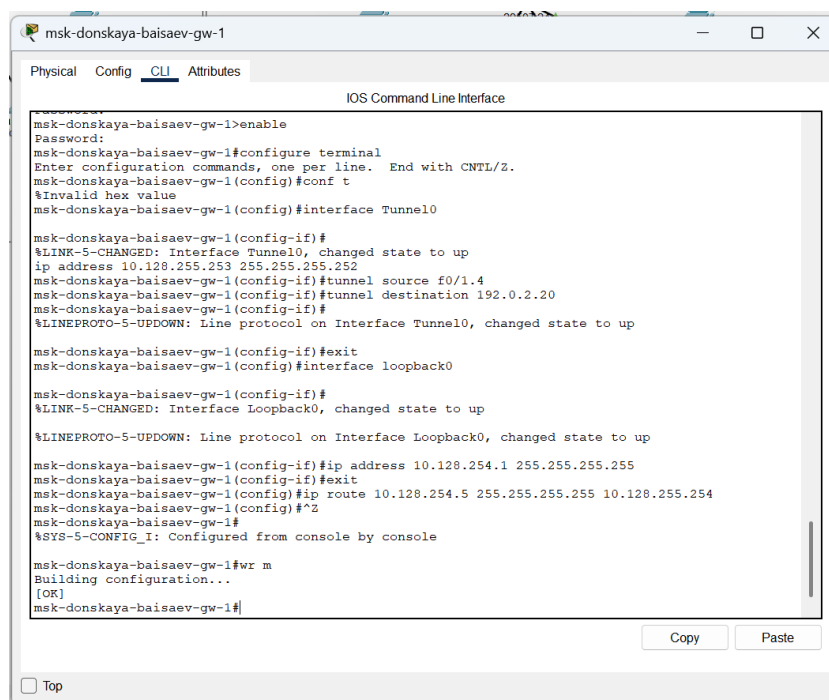 msk-donskaya-baisaev-gw-1
Physical Config CLI Attributes
IOS Command Line Interface
msk-donskaya-baisaev-gw-1>enable
Password:
msk-donskaya-baisaev-gw-1#configure terminal
Enter configuration commands, one per line.  End with CNTL/Z.
msk-donskaya-baisaev-gw-1(config)#conf t
%Invalid hex value
msk-donskaya-baisaev-gw-1(config)#interface Tunnel0
msk-donskaya-baisaev-gw-1(config-if)#
%LINK-5-CHANGED: Interface Tunnel0, changed state to up
ip address 10.128.255.253 255.255.255.252
msk-donskaya-baisaev-gw-1(config-if)#tunnel source f0/1.4
msk-donskaya-baisaev-gw-1(config-if)#tunnel destination 192.0.2.20
msk-donskaya-baisaev-gw-1(config-if)#
%LINEPROTO-5-UPDOWN: Line protocol on Interface Tunnel0, changed state to up
msk-donskaya-baisaev-gw-1(config-if)#exit
msk-donskaya-baisaev-gw-1(config)#interface loopback0
msk-donskaya-baisaev-gw-1(config-if)#
%LINK-5-CHANGED: Interface Loopback0, changed state to up
%LINEPROTO-5-UPDOWN: Line protocol on Interface Loopback0, changed state to up
msk-donskaya-baisaev-gw-1(config-if)#ip address 10.128.254.1 255.255.255.255
msk-donskaya-baisaev-gw-1(config-if)#exit
msk-donskaya-baisaev-gw-1(config)#ip route 10.128.254.5 255.255.255.255 10.128.255.254
msk-donskaya-baisaev-gw-1(config)#^Z
msk-donskaya-baisaev-gw-1#
%SYS-5-CONFIG_I: Configured from console by console
msk-donskaya-baisaev-gw-1#wr m
Building configuration...
[OK]
msk-donskaya-baisaev-gw-1#
Copy Paste
Top